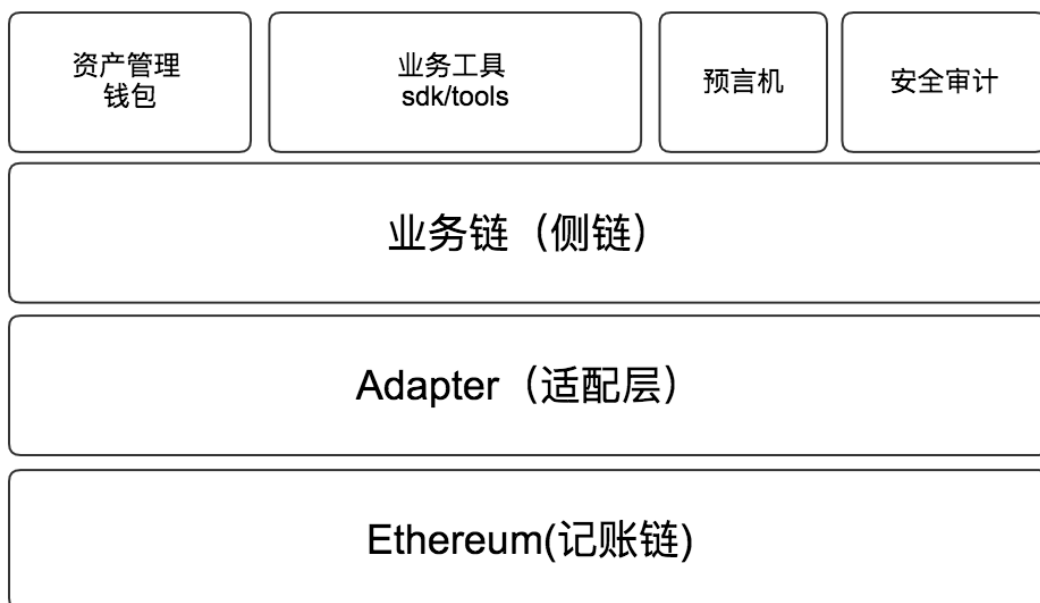 资产管理
钱包
业务工具
sdk/tools
预言机
安全审计
业务链（侧链）
Adapter（适配层）
Ethereum(记账链)